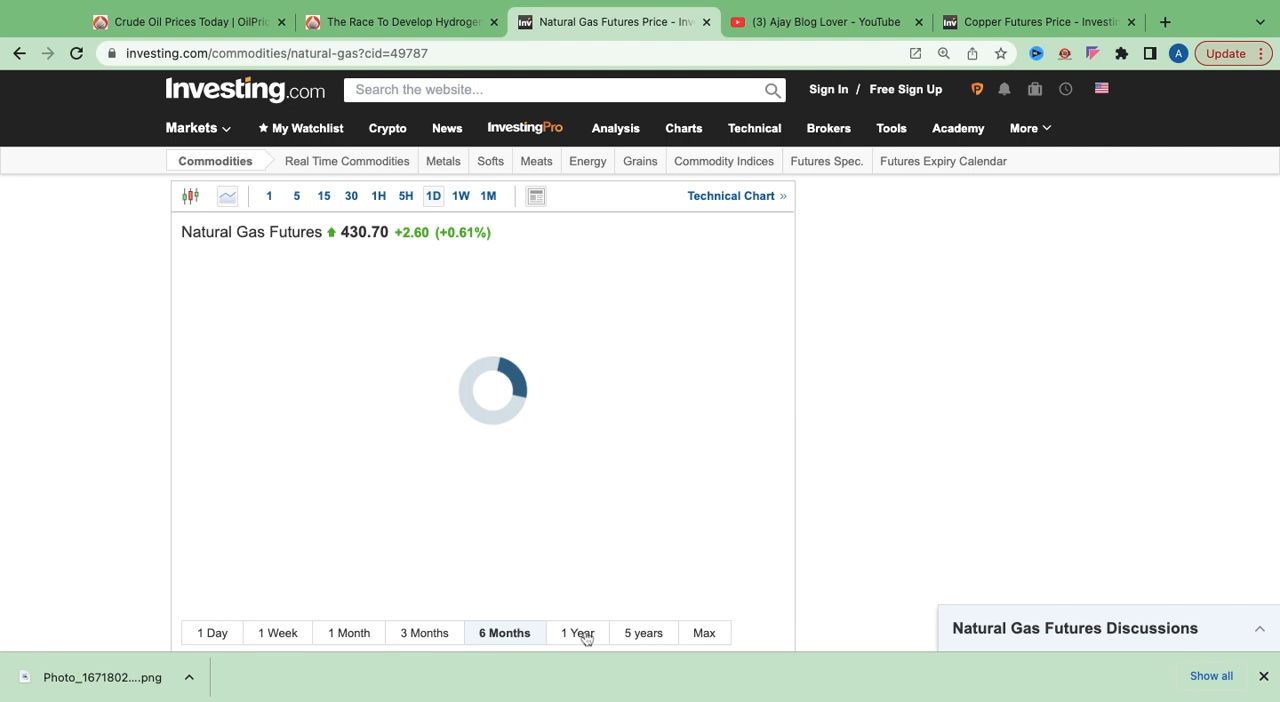 Crude Oil Prices Today | OilPric
The Race To Develop Hydrogen
Natural Gas Futures Price - Inv
(3) Ajay Blog Lover - YouTube
Copper Futures Price - Investin
investing.com/commodities/natural-gas?cid=49787
A
Update
Investing.com
Search the website...
Sign In / Free Sign Up
Markets
My Watchlist
Crypto
News
InvestingPro
Analysis
Charts
Technical
Brokers
Tools
Academy
More
Commodities
Real Time Commodities
Metals
Softs
Meats
Energy
Grains
Commodity Indices
Futures Spec.
Futures Expiry Calendar
1 5 15 30 1H 5H 1D 1W 1M
Technical Chart »
Natural Gas Futures 430.70 +2.60 (+0.61%)
1 Day
1 Week
1 Month
3 Months
6 Months
1 Year
5 years
Max
Natural Gas Futures Discussions
Photo_1671802....png
Show all